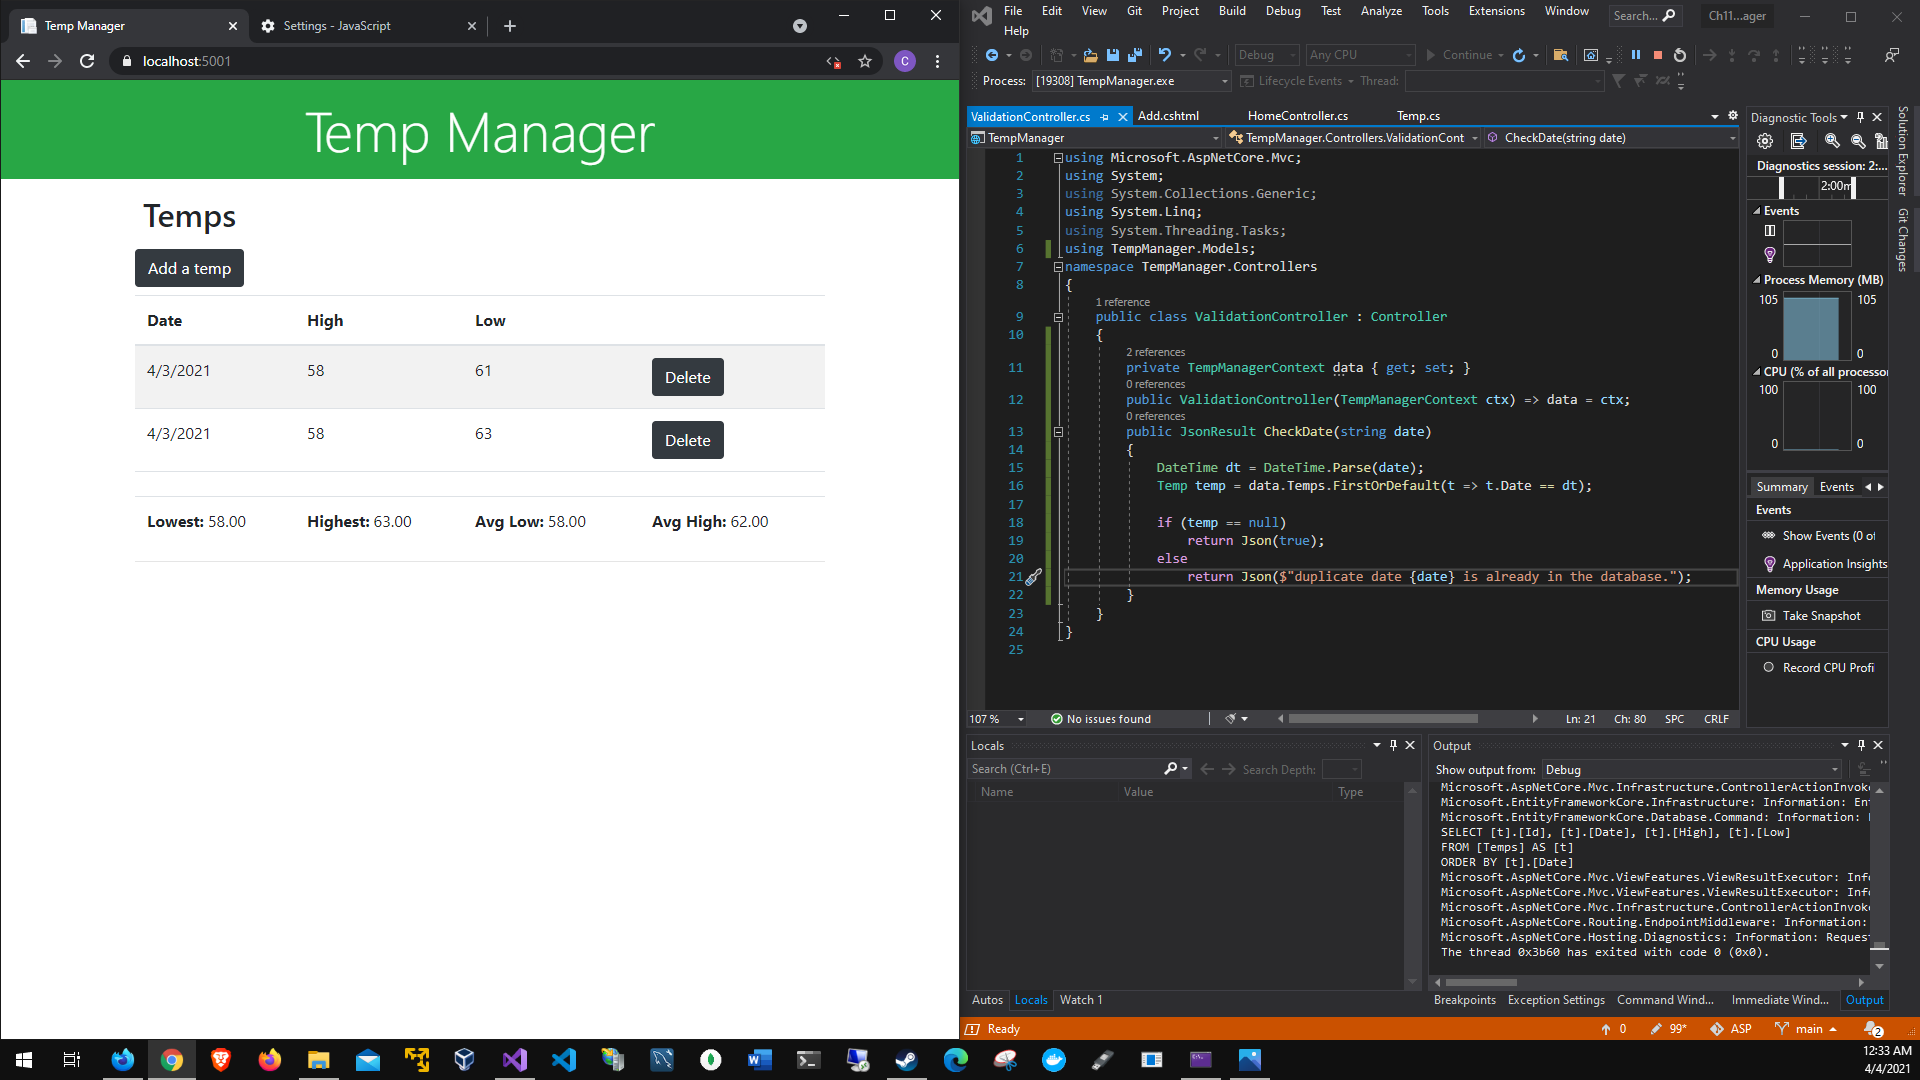 Temp Manager
Settings - JavaScript
localhost:5001
C
Temp Manager
Temps
Add a temp
Date High Low
4/3/2021 58 61 Delete
4/3/2021 58 63 Delete
Lowest: 58.00 Highest: 63.00 Avg Low: 58.00 Avg High: 62.00
File Edit View Git Project Build Debug Test Analyze Tools Extensions Window
Help
Search...
Ch11...ager
Debug Any CPU Continue
Process: [19308] TempManager.exe Lifecycle Events Thread:
ValidationController.cs Add.cshtml HomeController.cs Temp.cs
TempManager TempManager.Controllers.ValidationCont CheckDate(string date)
1 using Microsoft.AspNetCore.Mvc;
2 using System;
3 using System.Collections.Generic;
4 using System.Linq;
5 using System.Threading.Tasks;
6 using TempManager.Models;
7 namespace TempManager.Controllers
8 {
1 reference
9 public class ValidationController : Controller
10 {
2 references
11 private TempManagerContext data { get; set; }
0 references
12 public ValidationController(TempManagerContext ctx) => data = ctx;
0 references
13 public JsonResult CheckDate(string date)
14 {
15 DateTime dt = DateTime.Parse(date);
16 Temp temp = data.Temps.FirstOrDefault(t => t.Date == dt);
17
18 if (temp == null)
19 return Json(true);
20 else
21 return Json($"duplicate date {date} is already in the database.");
22 }
23 }
24 }
25
107 % No issues found Ln: 21 Ch: 80 SPC CRLF
Diagnostic Tools
Diagnostics session: 2:...
2:00m
Events
Process Memory (MB)
105 105
0 0
CPU (% of all processor
100 100
0 0
Summary Events
Events
Show Events (0 of
Application Insights
Memory Usage
Take Snapshot
CPU Usage
Record CPU Profi
Solution Explorer
Git Changes
Locals
Search (Ctrl+E) Search Depth:
Name Value Type
Autos Locals Watch 1
Output
Show output from: Debug
Microsoft.AspNetCore.Mvc.Infrastructure.ControllerActionInvoke
Microsoft.EntityFrameworkCore.Infrastructure: Information: Ent
Microsoft.EntityFrameworkCore.Database.Command: Information:
SELECT [t].[Id], [t].[Date], [t].[High], [t].[Low]
FROM [Temps] AS [t]
ORDER BY [t].[Date]
Microsoft.AspNetCore.Mvc.ViewFeatures.ViewResultExecutor: Info
Microsoft.AspNetCore.Mvc.ViewFeatures.ViewResultExecutor: Info
Microsoft.AspNetCore.Mvc.Infrastructure.ControllerActionInvoke
Microsoft.AspNetCore.Routing.EndpointMiddleware: Information:
Microsoft.AspNetCore.Hosting.Diagnostics: Information: Request
The thread 0x3b60 has exited with code 0 (0x0).
Breakpoints Exception Settings Command Wind... Immediate Wind... Output
Ready 0 99* ASP main 2
12:33 AM
4/4/2021